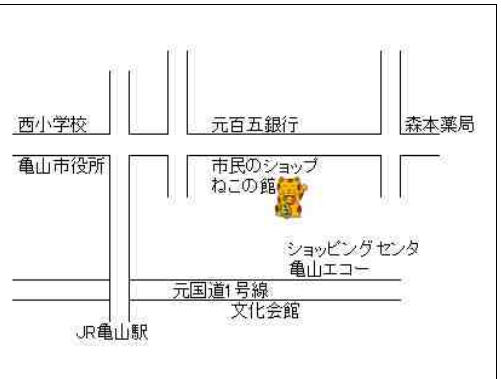 西小学校
元百五銀行
森本薬局
亀山市役所
市民のショップ
ねこの館
ショッピングセンタ
亀山エコー
元国道1号線
文化会館
JR亀山駅